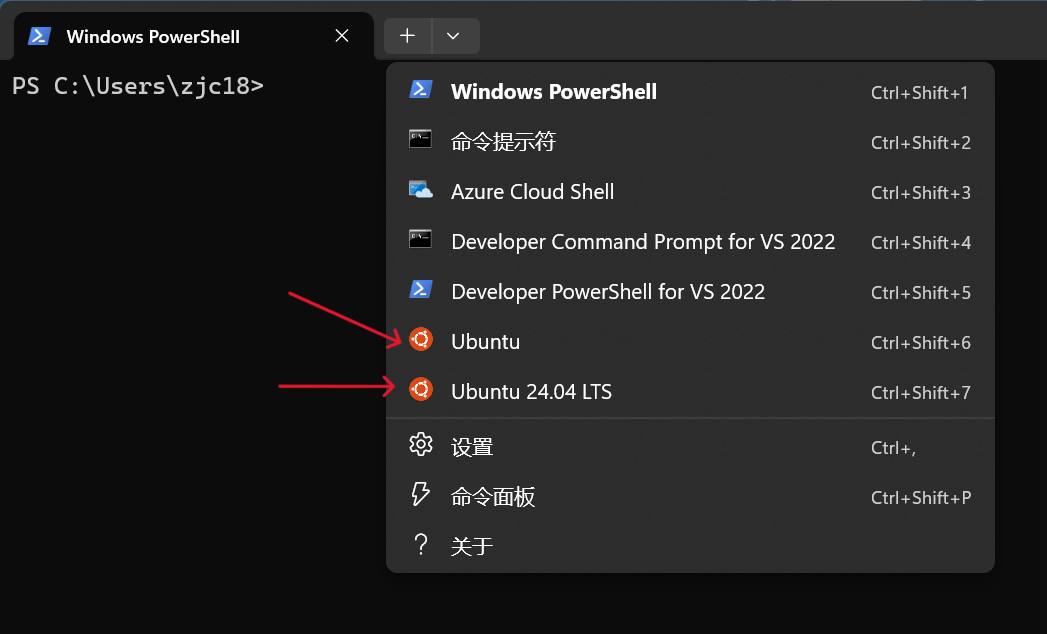 Windows PowerShell
PS C:\Users\zjc18>
Windows PowerShell Ctrl+Shift+1
命令提示符 Ctrl+Shift+2
Azure Cloud Shell Ctrl+Shift+3
Developer Command Prompt for VS 2022 Ctrl+Shift+4
Developer PowerShell for VS 2022 Ctrl+Shift+5
Ubuntu Ctrl+Shift+6
Ubuntu 24.04 LTS Ctrl+Shift+7
设置 Ctrl+,
命令面板 Ctrl+Shift+P
关于